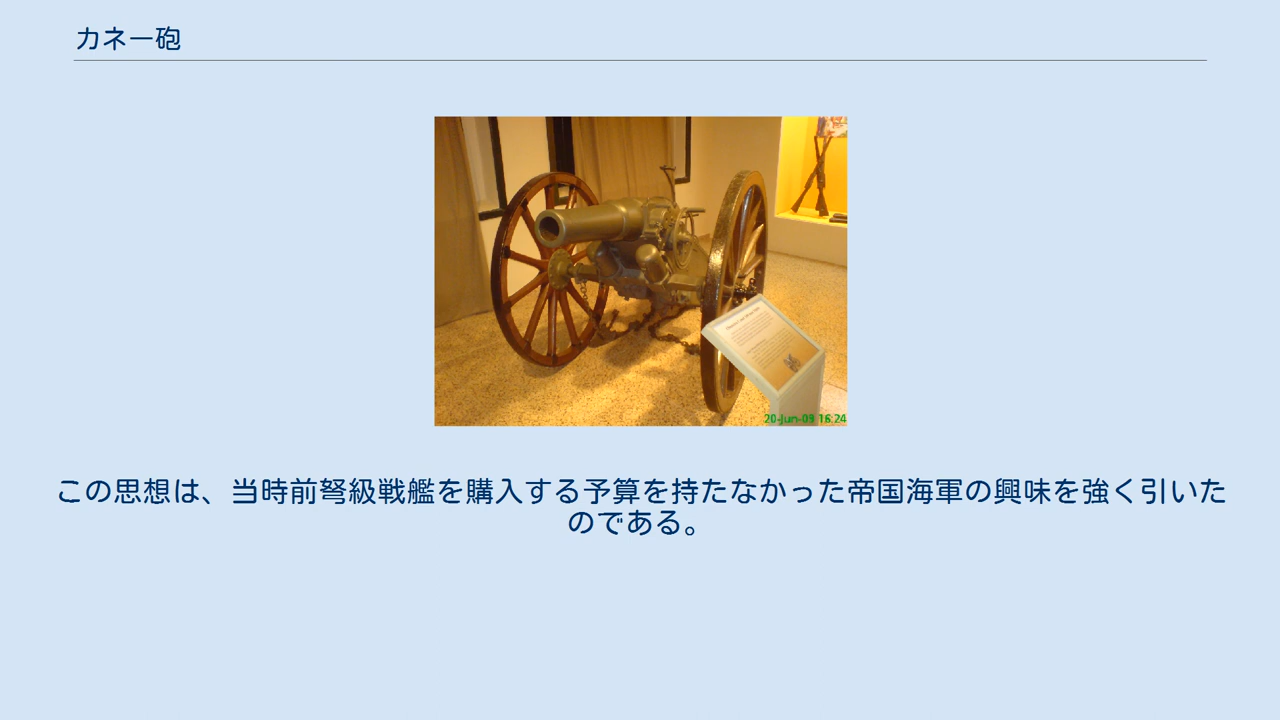 カネー砲
20-Jun-09 16:24
この思想は、当時前弩級戦艦を購入する予算を持たなかった帝国海軍の興味を強く引いた
のである。